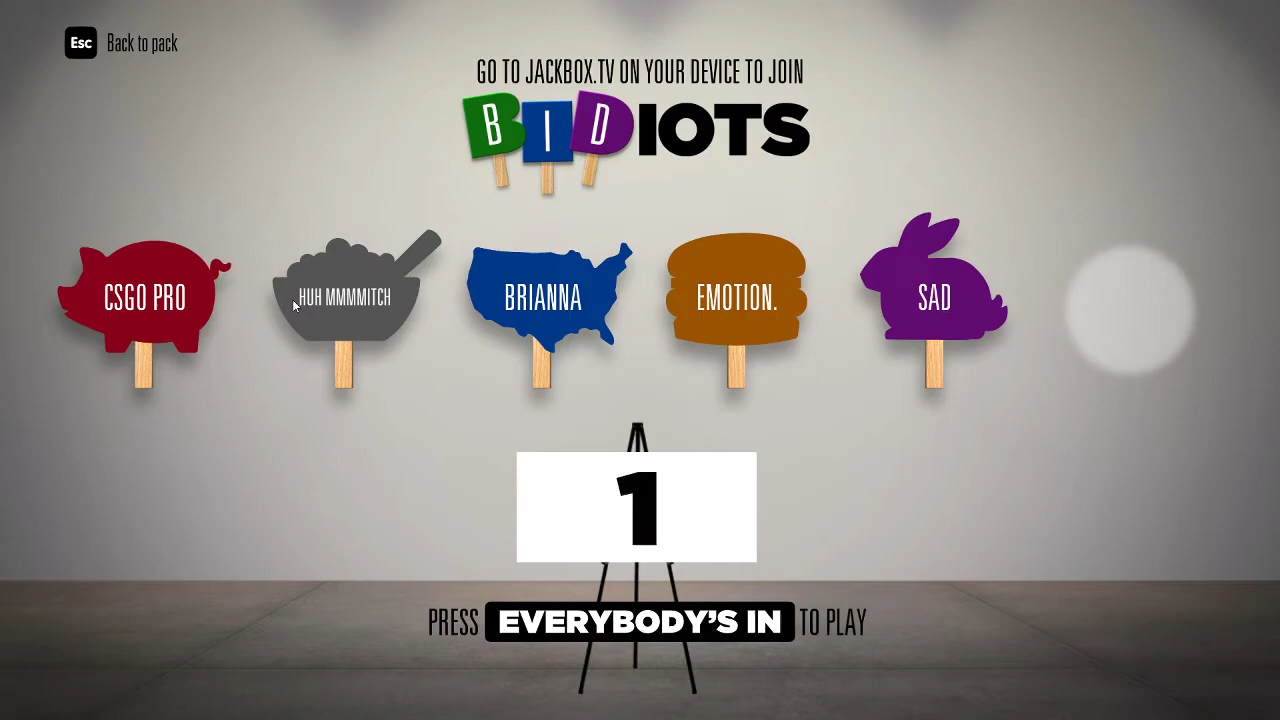 Esc Back to pack
GO TO JACKBOX.TV ON YOUR DEVICE TO JOIN
BIDIOTS
CSGO PRO
HUH MMMMITCH
BRIANNA
EMOTION.
SAD
1
PRESS EVERYBODY'S IN TO PLAY